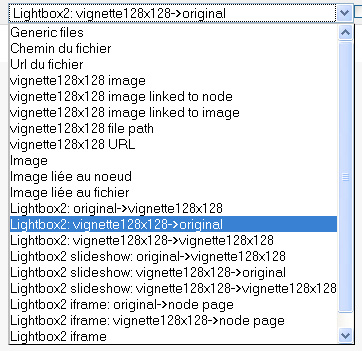 Lightbox2: vignette128x128->original
Generic files
Chemin du fichier
Url du fichier
vignette128x128 image
vignette128x128 image linked to node
vignette128x128 image linked to image
vignette128x128 file path
vignette128x128 URL
Image
Image liée au noeud
Image liée au fichier
Lightbox2: original->vignette128x128
Lightbox2: vignette128x128->original
Lightbox2: vignette128x128->vignette128x128
Lightbox2 slideshow: original->vignette128x128
Lightbox2 slideshow: vignette128x128->original
Lightbox2 slideshow: vignette128x128->vignette128x128
Lightbox2 iframe: original->node page
Lightbox2 iframe: vignette128x128->node page
Lightbox2 iframe